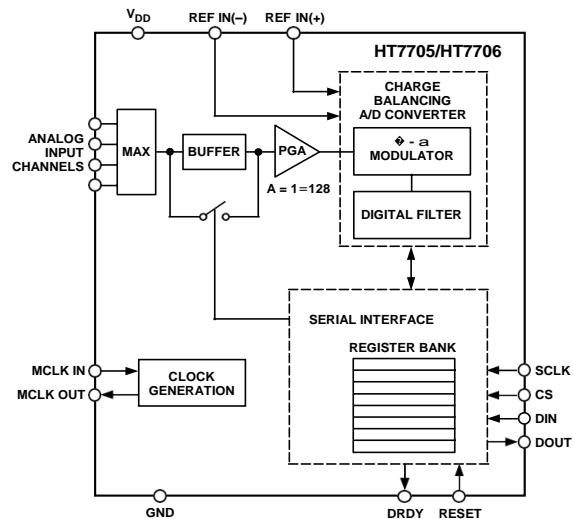 V_DD
REF IN(–)
REF IN(+)
HT7705/HT7706
CHARGE
BALANCING
A/D CONVERTER
ANALOG
INPUT
CHANNELS
MAX
BUFFER
PGA
A = 1=128
� - a
MODULATOR
DIGITAL FILTER
SERIAL INTERFACE
REGISTER BANK
MCLK IN
MCLK OUT
CLOCK
GENERATION
SCLK
CS
DIN
DOUT
GND
DRDY
RESET